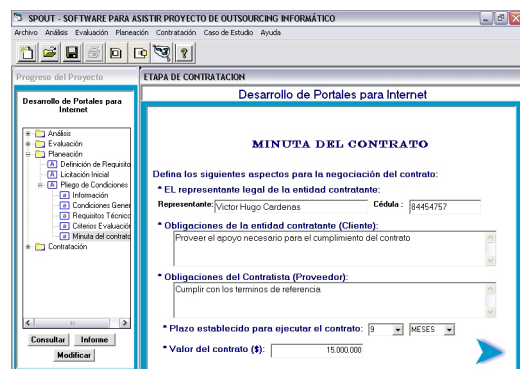 SPOUT - SOFTWARE PARA ASISTIR PROYECTO DE OUTSOURCING INFORMÁTICO
Archivo Análisis Evaluación Planeación Contratación Caso de Estudio Ayuda
Progreso del Proyecto
Desarrollo de Portales para
Internet
Análisis
Evaluación
Planeación
Definición de Requisito
Licitación Inicial
Pliego de Condiciones
Información
Condiciones Gener
Requisitos Técnico
Criterios Evaluación
Minuta del contrato
Contratación
Consultar Informe
Modificar
ETAPA DE CONTRATACION
Desarrollo de Portales para Internet
MINUTA DEL CONTRATO
Defina los siguientes aspectos para la negociación del contrato:
* EL representante legal de la entidad contratante:
Representante: Victor Hugo Cardenas Cédula : 84454757
* Obligaciones de la entidad contratante (Cliente):
Proveer el apoyo necesario para el cumplimiento del contrato
* Obligaciones del Contratista (Proveedor):
Cumplir con los terminos de referencia
* Plazo establecido para ejecutar el contrato: 9 MESES
* Valor del contrato ($): 15.000.000